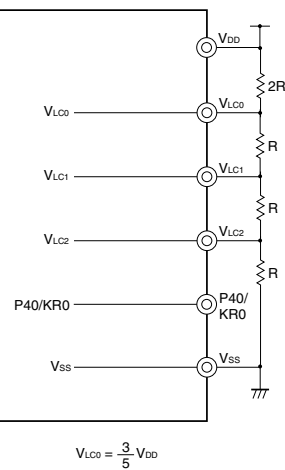 VDD
2R
VLC0 VLC0
R
VLC1 VLC1
R
VLC2 VLC2
R
P40/KR0 P40/
KR0
VSS VSS
VLC0 = 3/5 VDD